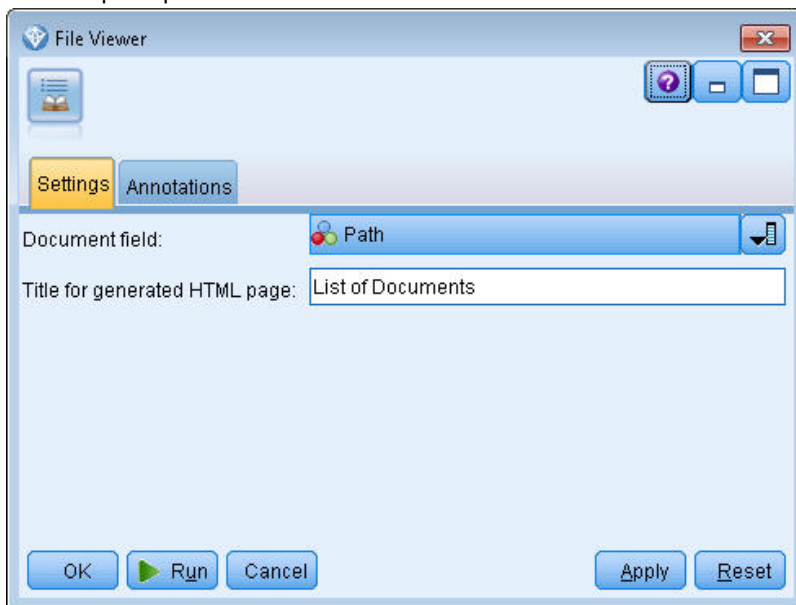 File Viewer
Settings Annotations
Document field: Path
Title for generated HTML page: List of Documents
OK Run Cancel Apply Reset